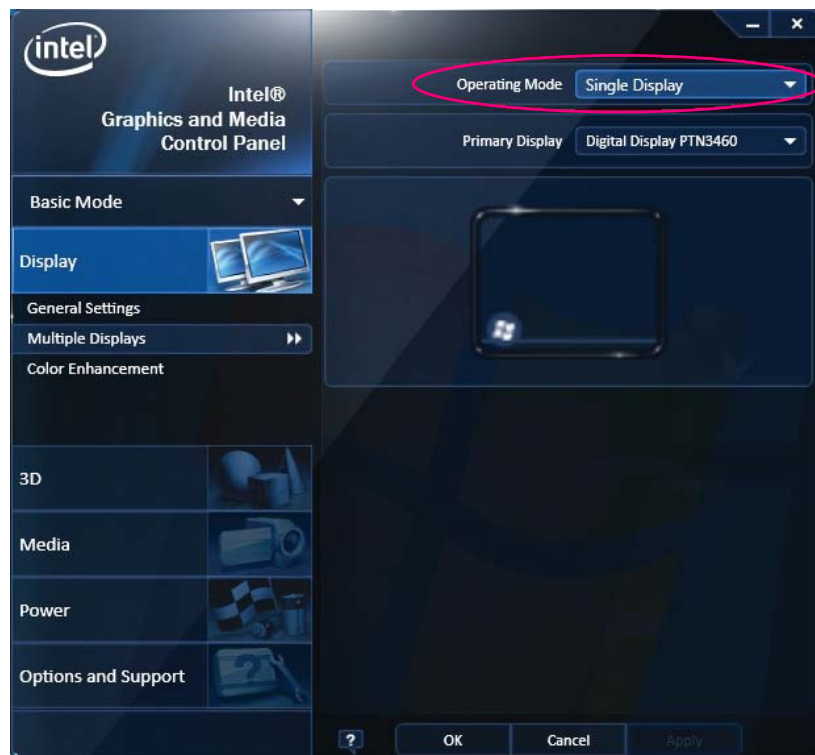 intel
Intel®
Graphics and Media
Control Panel
Basic Mode
Display
General Settings
Multiple Displays
Color Enhancement
3D
Media
Power
Options and Support
Operating Mode Single Display
Primary Display Digital Display PTN3460
? OK Cancel Apply